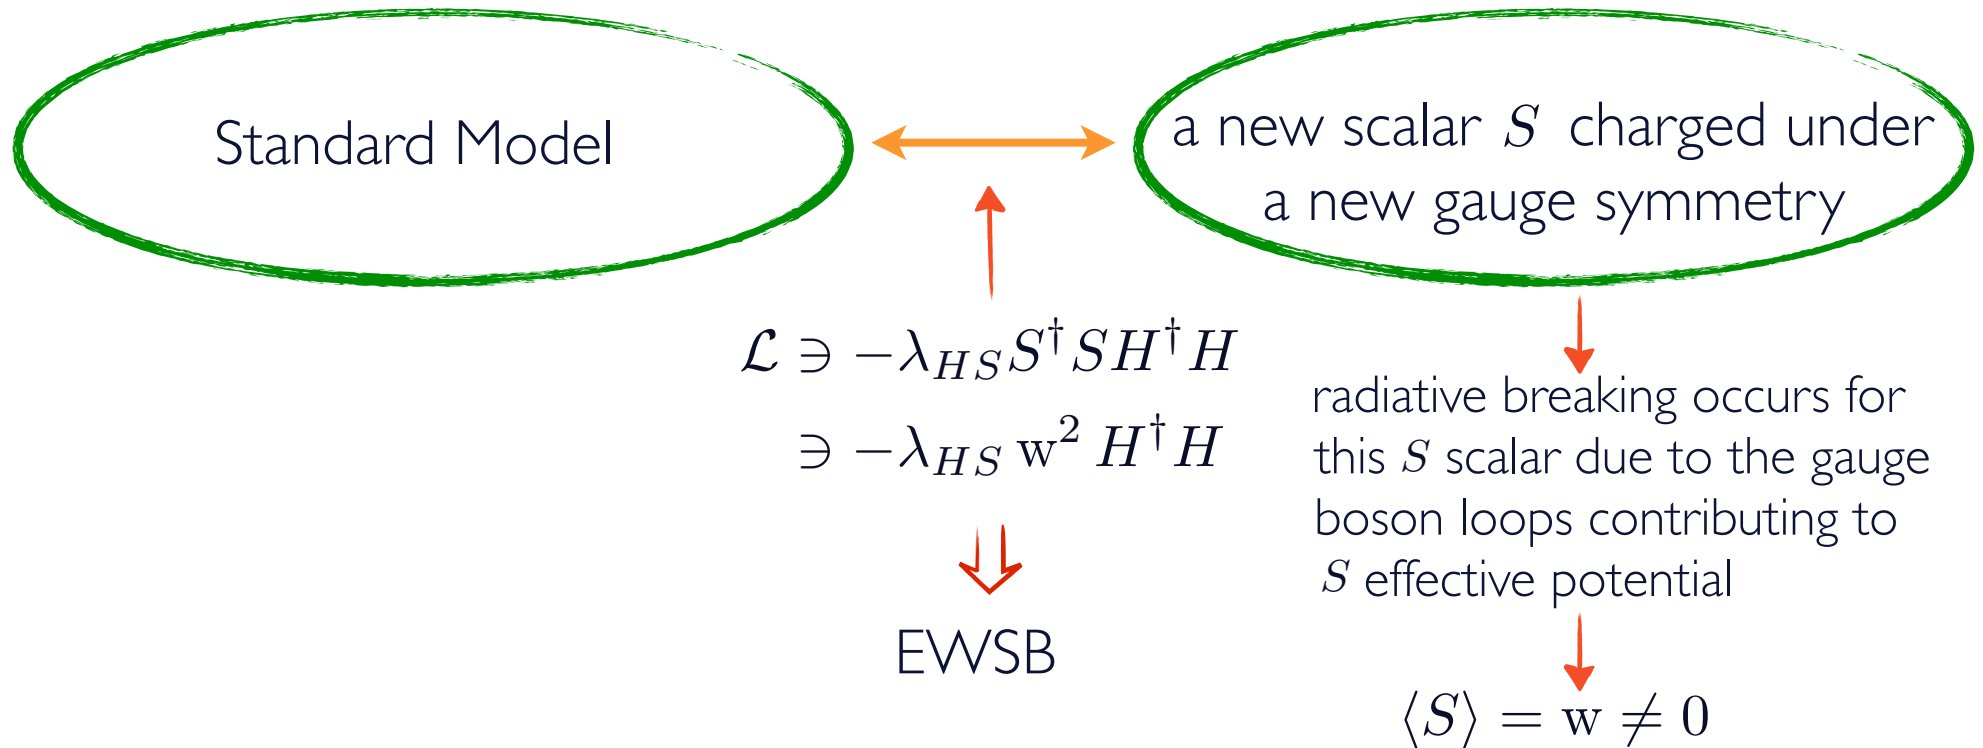 Standard Model
a new scalar S charged under
a new gauge symmetry
ℒ ∋ −λ_{HS} S†S H†H
∋ −λ_{HS} w² H†H
EWSB
radiative breaking occurs for
this S scalar due to the gauge
boson loops contributing to
S effective potential
⟨S⟩ = w ≠ 0